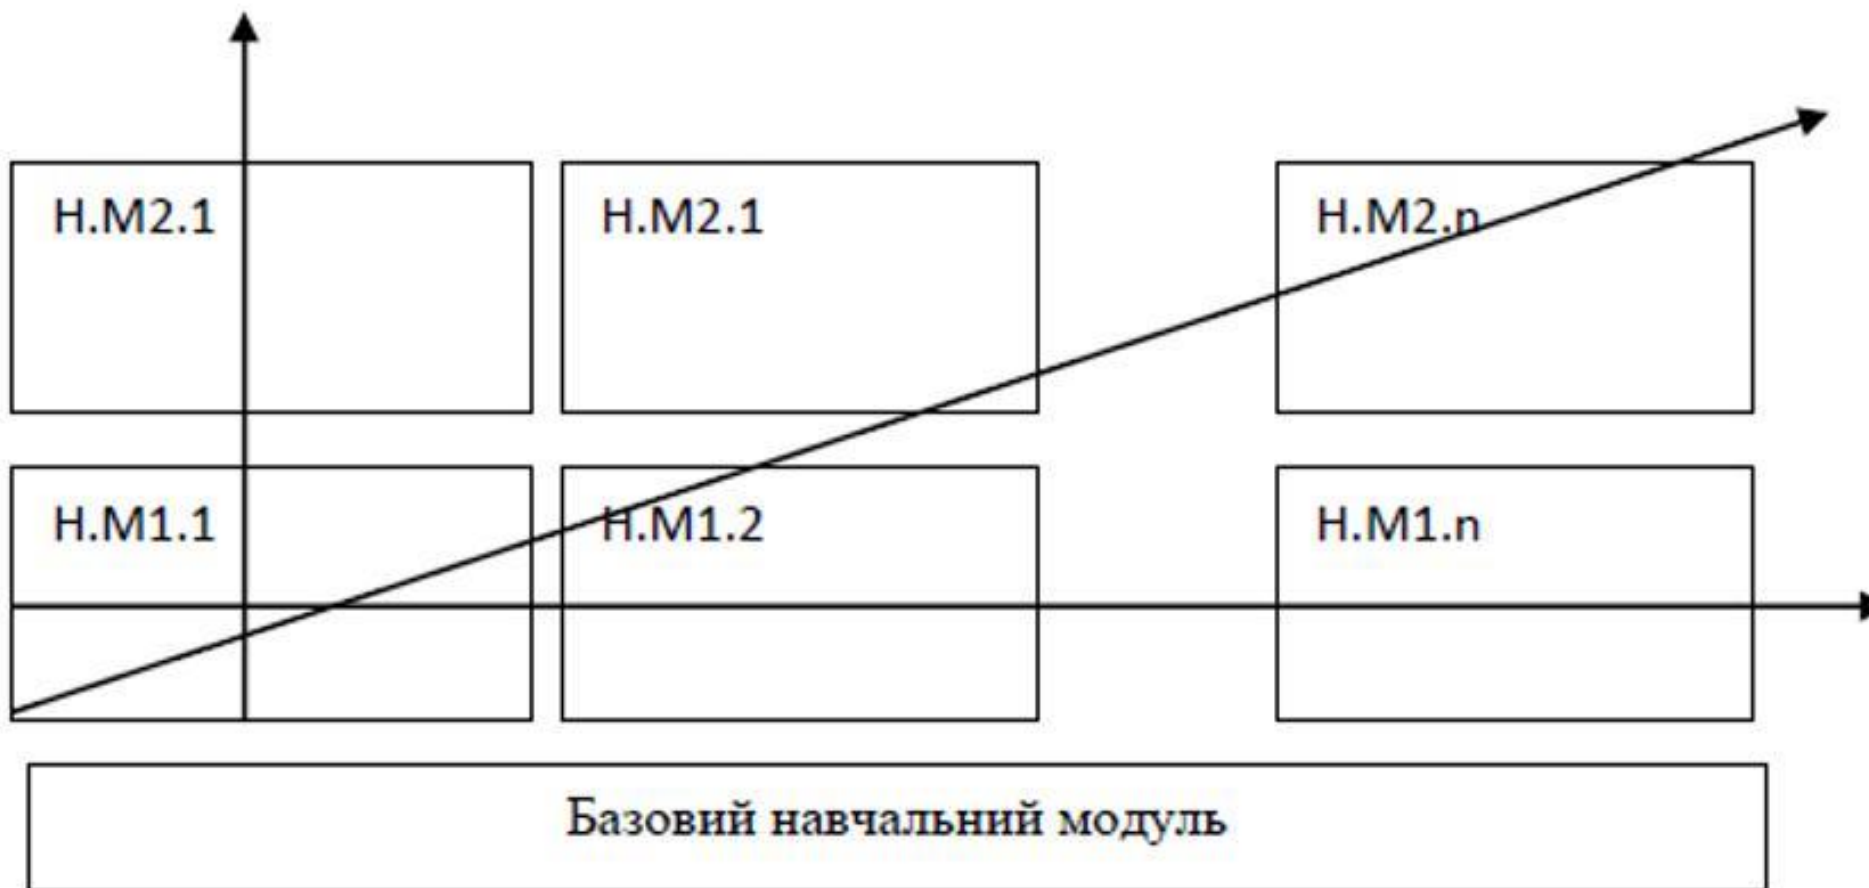 Н.М2.1 Н.М2.1 Н.М2.n
Н.М1.1 Н.М1.2 Н.М1.n
Базовий навчальний модуль